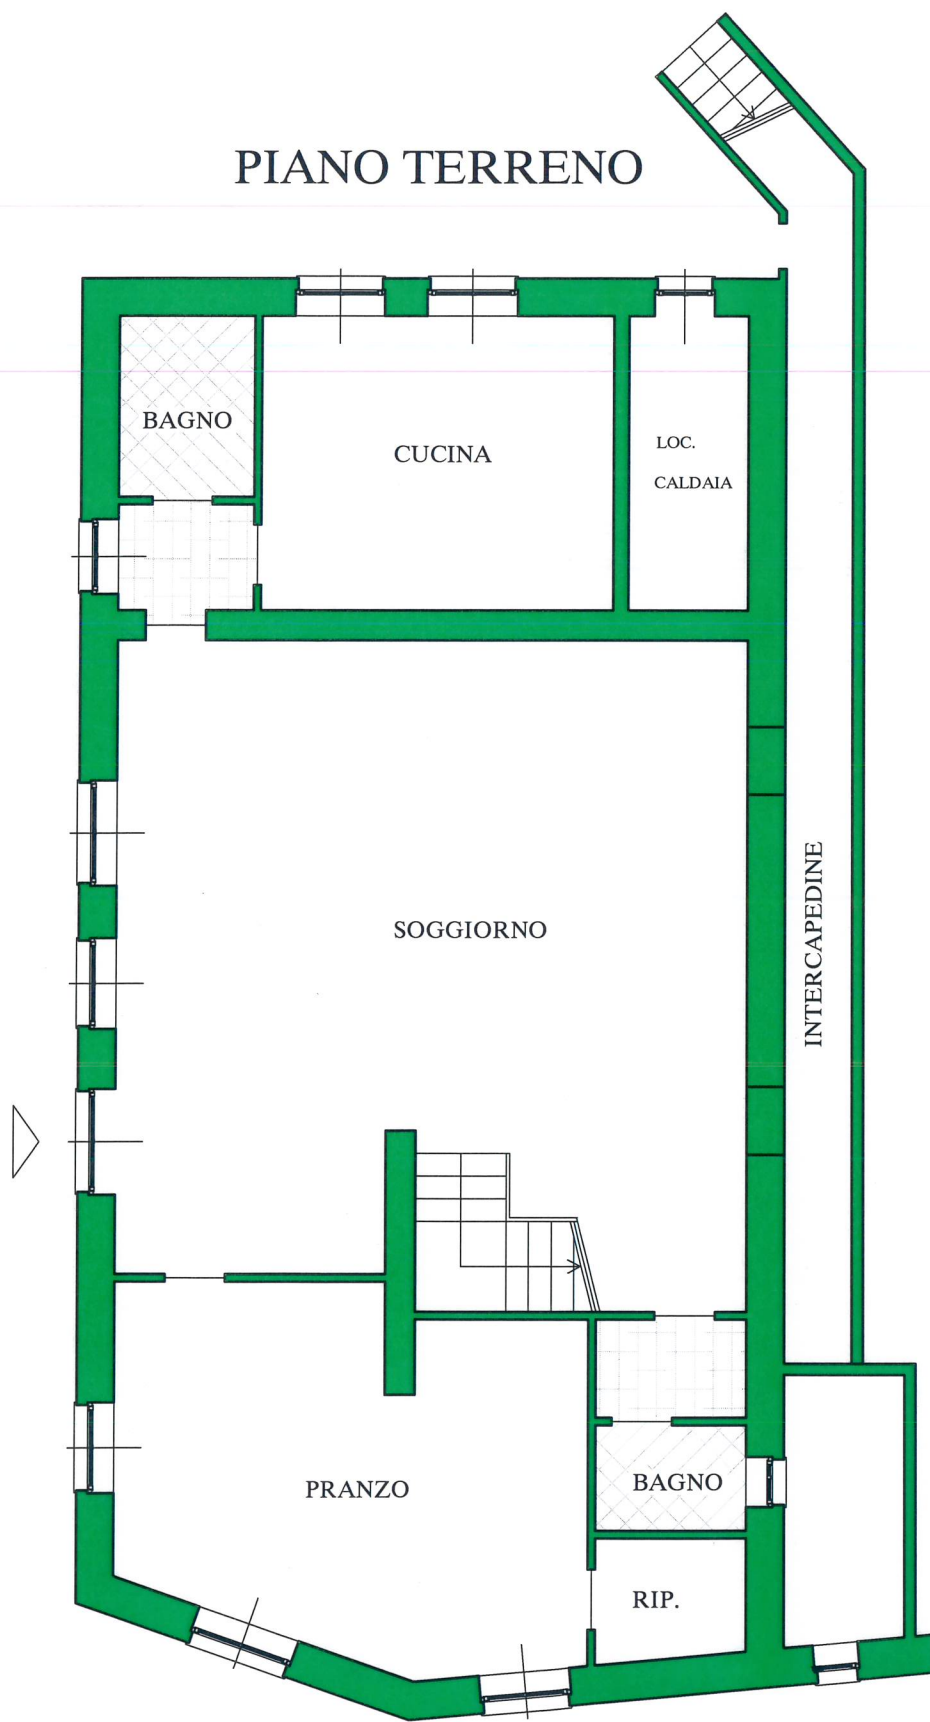 PIANO TERRENO
BAGNO
CUCINA
LOC.
CALDAIA
SOGGIORNO
INTERCAPEDINE
PRANZO
BAGNO
RIP.